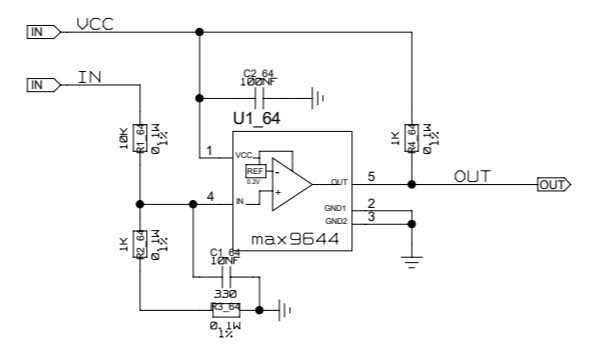 IN VCC
IN IN
C2_64
100NF
U1_64
10K R1_64 0.1W 1%
1K R4_64 0.1W 1%
1 VCC
REF
0.2V
-
+
OUT 5 OUT OUT
4 IN
GND1 2
GND2 3
max9644
1K R2_64 0.1W 1%
C1_64
10NF
330
R3_64
0.1W
1%